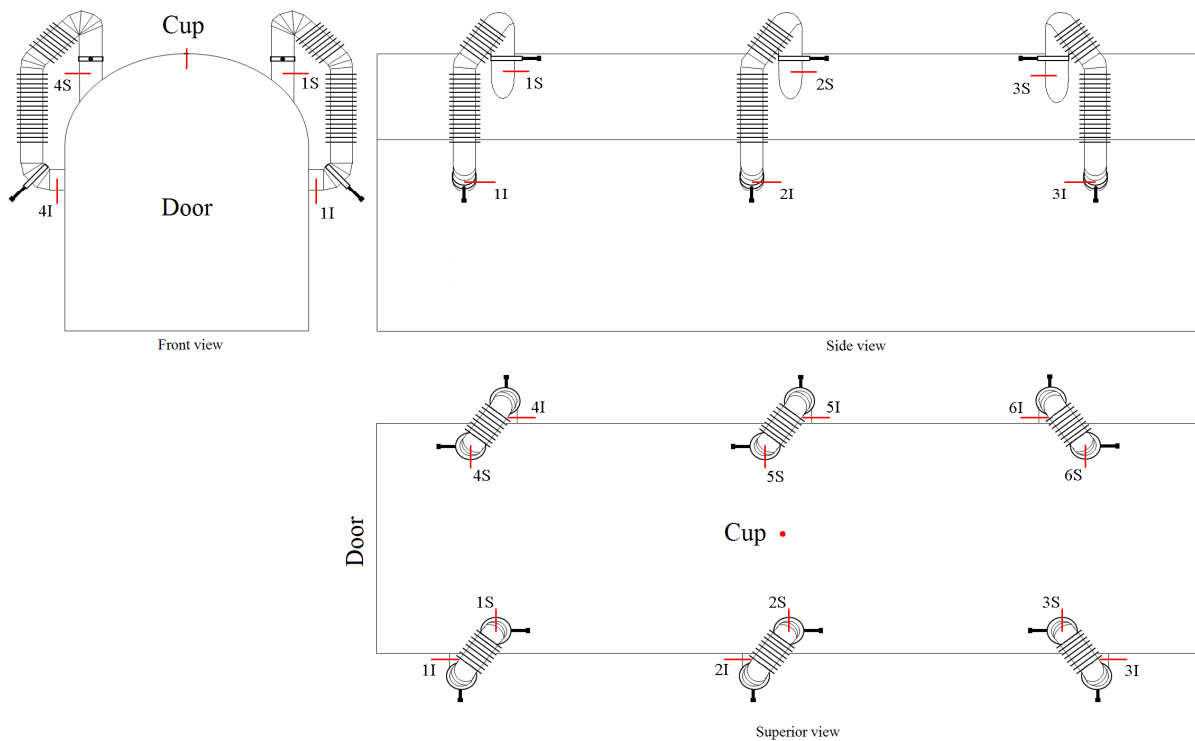 Cup
4S
1S
4I
1I
Door
Front view
1S
2S
3S
1I
2I
3I
Side view
4I
5I
6I
4S
5S
6S
Door
Cup
1S
2S
3S
1I
2I
3I
Superior view